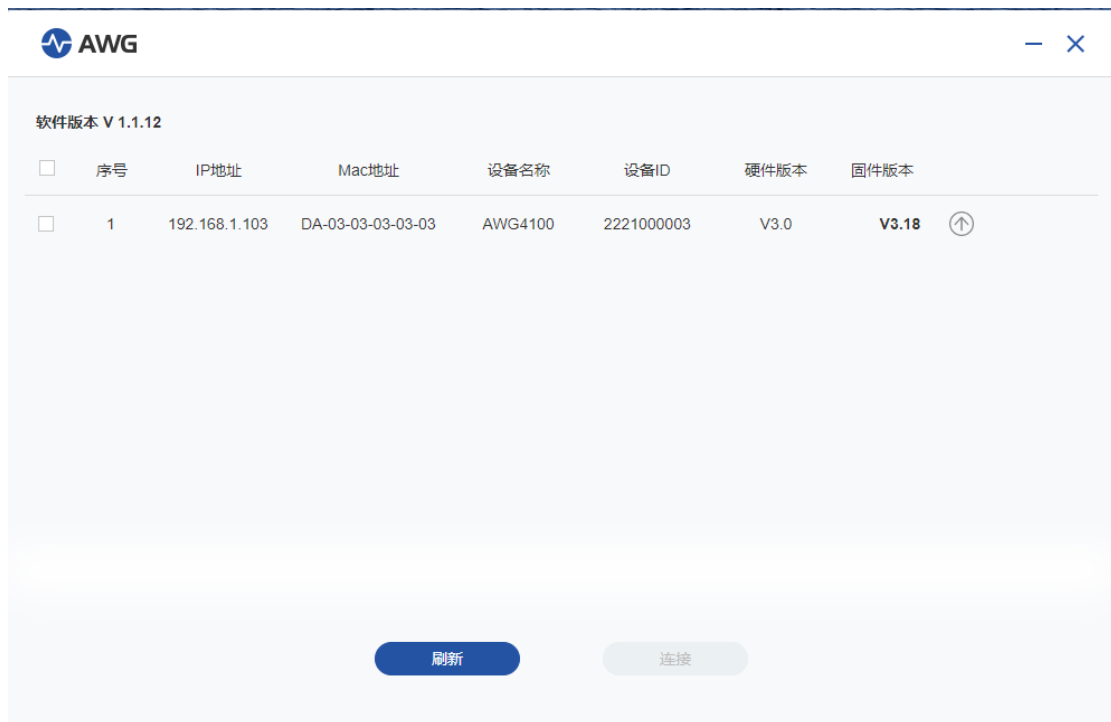 AWG
软件版本 V 1.1.12
序号 IP地址 Mac地址 设备名称 设备ID 硬件版本 固件版本
1 192.168.1.103 DA-03-03-03-03-03 AWG4100 2221000003 V3.0 V3.18
刷新 连接